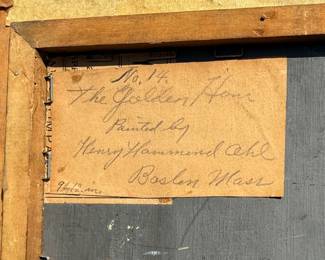 No. 14.
The Golden Hour
Painted by
Henry Hammond Ahl
Boston Mass